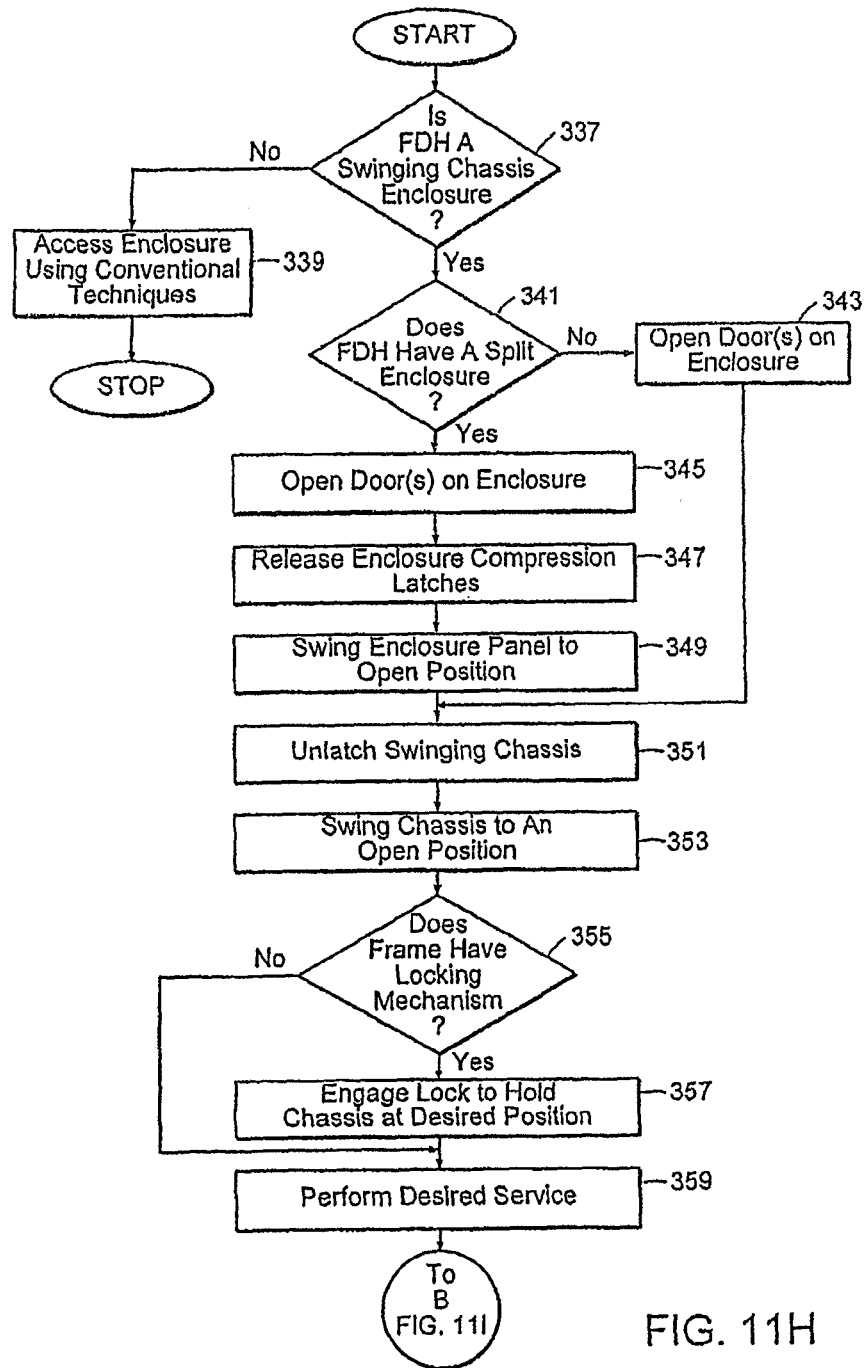 START
Is
FDH A
Swinging Chassis
Enclosure
?
337
No
Yes
Access Enclosure
Using Conventional
Techniques
339
STOP
341
Does
FDH Have A Split
Enclosure
?
No
Yes
343
Open Door(s) on
Enclosure
Open Door(s) on Enclosure
345
Release Enclosure Compression
Latches
347
Swing Enclosure Panel to
Open Position
349
Unlatch Swinging Chassis
351
Swing Chassis to An
Open Position
353
Does
Frame Have
Locking
Mechanism
?
355
No
Yes
Engage Lock to Hold
Chassis at Desired Position
357
Perform Desired Service
359
To
B
FIG. 11I
FIG. 11H